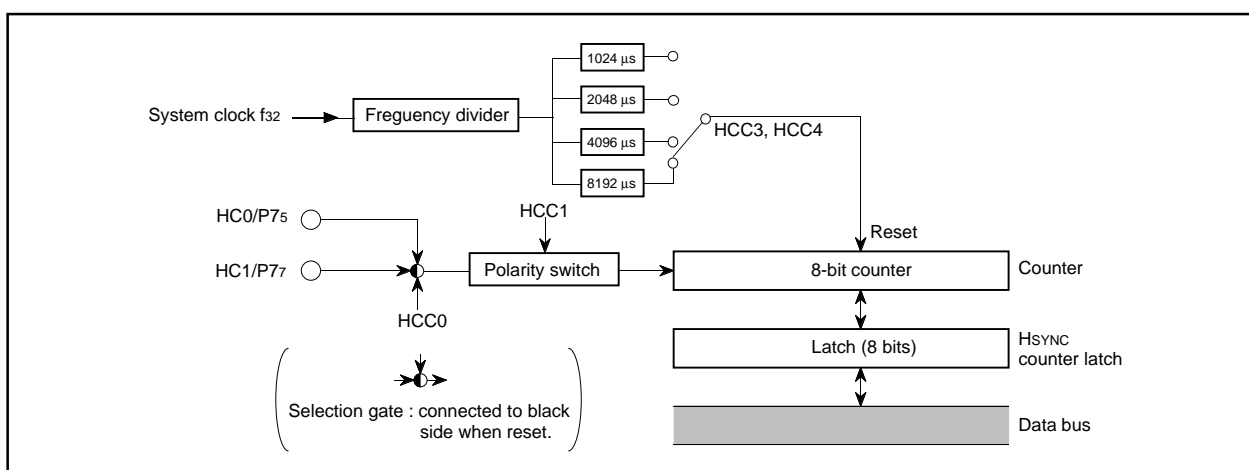 1024 µs
2048 µs
System clock f32
Freguency divider
HCC3, HCC4
4096 µs
8192 µs
HCC1
HC0/P75
Reset
HC1/P77
Polarity switch
8-bit counter
Counter
HCC0
Latch (8 bits)
HSYNC
counter latch
Selection gate : connected to black
side when reset.
Data bus